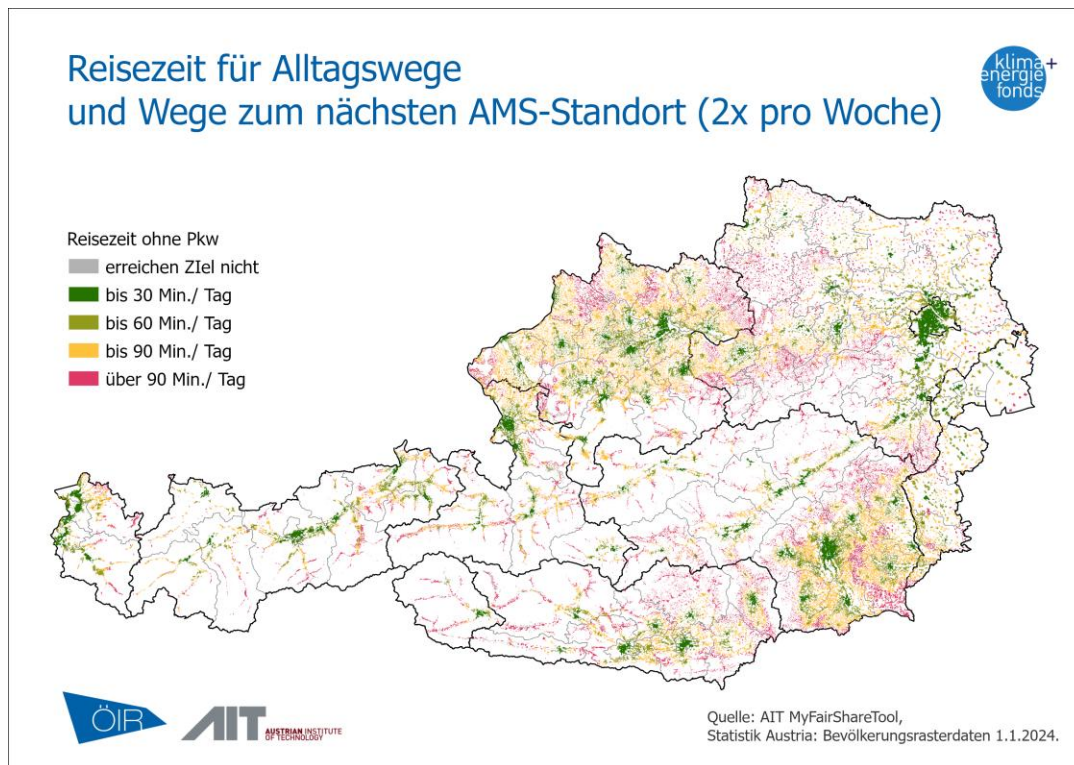 Reisezeit für Alltagswege
und Wege zum nächsten AMS-Standort (2x pro Woche)
klima+
energie
fonds
Reisezeit ohne Pkw
erreichen ZIel nicht
bis 30 Min./ Tag
bis 60 Min./ Tag
bis 90 Min./ Tag
über 90 Min./ Tag
ÖIR
AIT AUSTRIAN INSTITUTE
OF TECHNOLOGY
Quelle: AIT MyFairShareTool,
Statistik Austria: Bevölkerungsrasterdaten 1.1.2024.